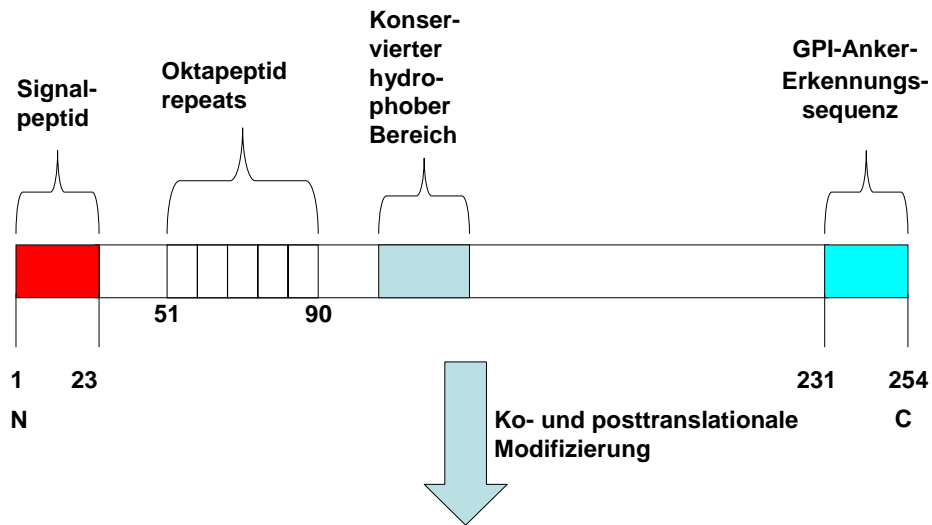 Signal-
peptid
Oktapeptid
repeats
Konser-
vierter
hydro-
phober
Bereich
GPI-Anker-
Erkennungs-
sequenz
51
90
1
23
231
254
N
C
Ko- und posttranslationale
Modifizierung